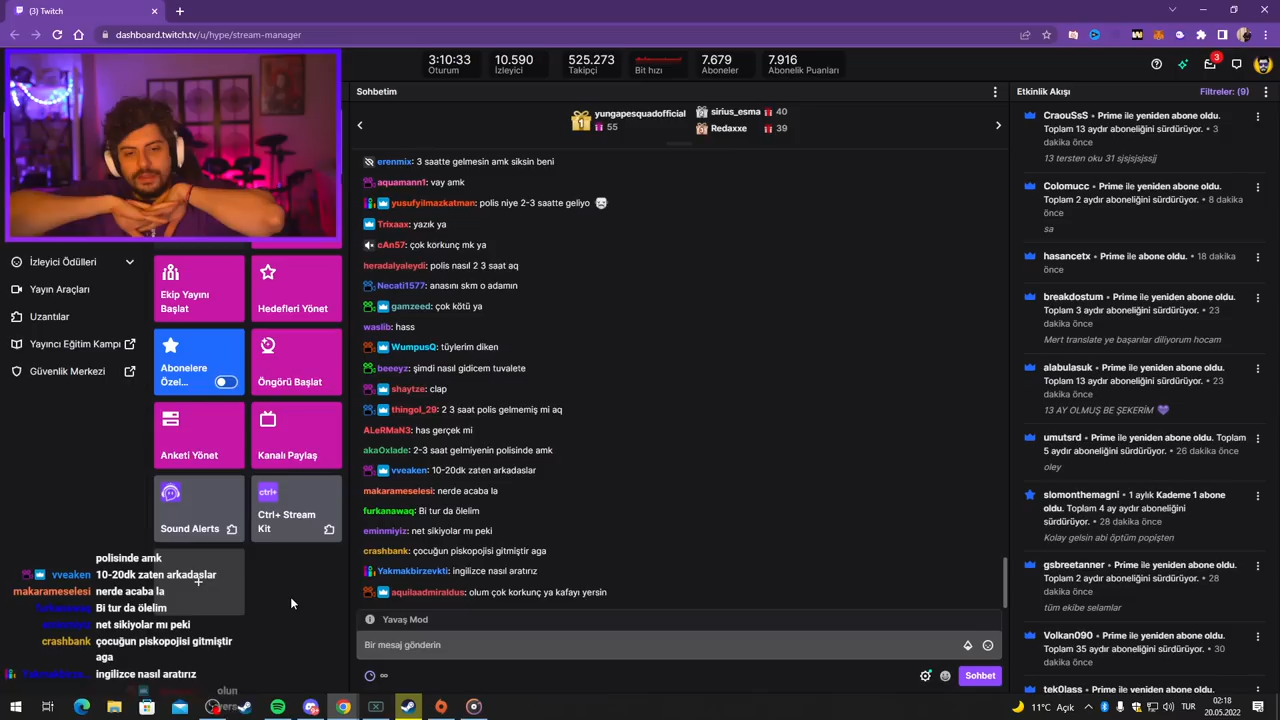 (3) Twitch
dashboard.twitch.tv/u/hype/stream-manager
3:10:33
Oturum
10.590
İzleyici
525.273
Takipçi
Bit hızı
7.679
Aboneler
7.916
Abonelik Puanları
3
İzleyici Ödülleri
Yayın Araçları
Uzantılar
Yayıncı Eğitim Kampı
Güvenlik Merkezi
Ekip Yayını
Başlat
Hedefleri Yönet
Abonelere
Özel...
Öngörü Başlat
Anketi Yönet
Kanalı Paylaş
Sound Alerts
ctrl+
Ctrl+ Stream
Kit
polisinde amk
vveaken 10-20dk zaten arkadaslar
makarameselesi nerde acaba la
furkanawaq Bi tur da ölelim
eminmiyiz net sikiyolar mı peki
crashbank çocuğun piskopojisi gitmiştir
aga
Yakmakbirze... ingilizce nasıl aratırız
olun
Sohbetim
1
yungapesquadofficial
55
sirius_esma 40
Redaxxe 39
erenmix: 3 saatte gelmesin amk siksin beni
aquamann1: vay amk
yusufyilmazkatman: polis niye 2-3 saatte geliyo
Trixaax: yazık ya
cAn57: çok korkunç mk ya
heradalyaleydi: polis nasıl 2 3 saat aq
Necati1577: anasını skm o adamın
gamzeed: çok kötü ya
waslib: hass
WumpusQ: tüylerim diken
beeeyz: şimdi nasıl gidicem tuvalete
shaytze: clap
thingol_29: 2 3 saat polis gelmemiş mi aq
ALeRMaN3: has gerçek mi
akaOxlade: 2-3 saat gelmiyenin polisinde amk
vveaken: 10-20dk zaten arkadaslar
makarameselesi: nerde acaba la
furkanawaq: Bi tur da ölelim
eminmiyiz: net sikiyolar mı peki
crashbank: çocuğun piskopojisi gitmiştir aga
Yakmakbirzevkti: ingilizce nasıl aratırız
aquilaadmiraldus: olum çok korkunç ya kafayı yersin
Yavaş Mod
Bir mesaj gönderin
∞
Sohbet
Etkinlik Akışı
Filtreler: (9)
CraouSsS • Prime ile yeniden abone oldu.
Toplam 13 aydır aboneliğini sürdürüyor. • 3
dakika önce
13 tersten oku 31 sjsjsjsjssjj
Colomucc • Prime ile yeniden abone oldu.
Toplam 2 aydır aboneliğini sürdürüyor. • 8 dakika
önce
sa
hasancetx • Prime ile abone oldu. • 18 dakika
önce
breakdostum • Prime ile yeniden abone oldu.
Toplam 3 aydır aboneliğini sürdürüyor. • 23
dakika önce
Mert translate ye başarılar diliyorum hocam
alabulasuk • Prime ile yeniden abone oldu.
Toplam 13 aydır aboneliğini sürdürüyor. • 23
dakika önce
13 AY OLMUŞ BE ŞEKERİM 💜
umutsrd • Prime ile yeniden abone oldu. Toplam
5 aydır aboneliğini sürdürüyor. • 26 dakika önce
oley
slomonthemagni • 1 aylık Kademe 1 abone
oldu. Toplam 4 ay aydır aboneliğini
sürdürüyor. • 28 dakika önce
Kolay gelsin abi öptüm popişten
gsbreetanner • Prime ile yeniden abone oldu.
Toplam 2 aydır aboneliğini sürdürüyor. • 28
dakika önce
tüm ekibe selamlar
Volkan090 • Prime ile yeniden abone oldu.
Toplam 35 aydır aboneliğini sürdürüyor. • 30
dakika önce
tek0lass • Prime ile yeniden abone oldu.
11°C Açık
TUR
02:18
20.05.2022